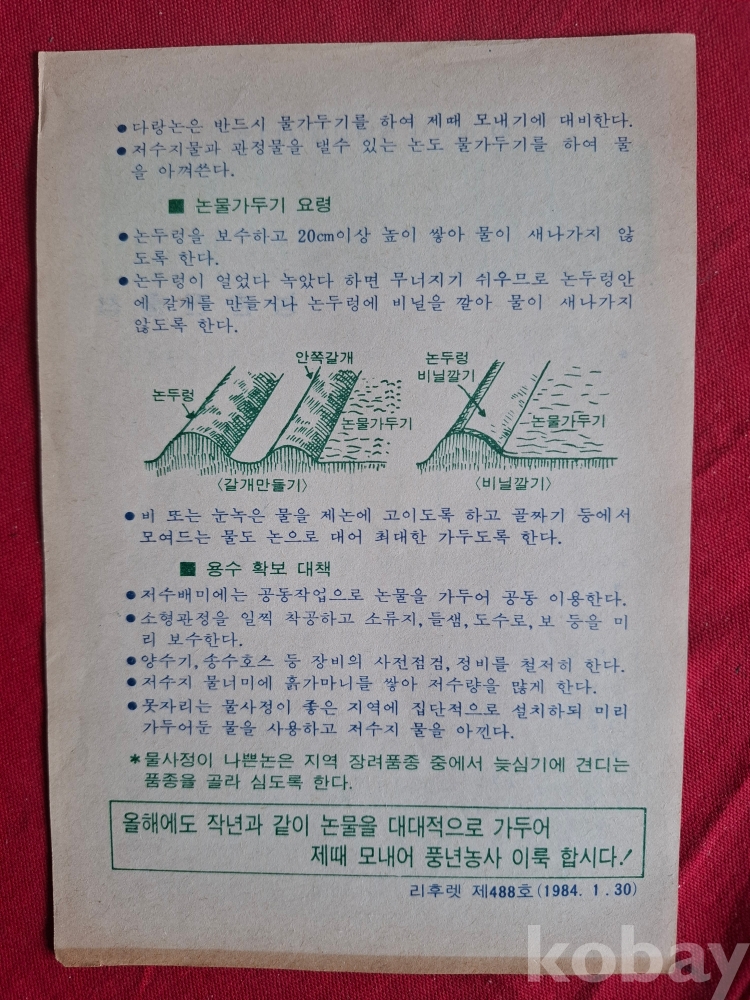 ● 다랑논은 반드시 물가두기를 하여 제때 모내기에 대비한다.
● 저수지물과 관정물을 댈수 있는 논도 물가두기를 하여 물
을 아껴쓴다.
■ 논물가두기 요령
● 논두렁을 보수하고 20cm이상 높이 쌓아 물이 새나가지 않
도록 한다.
● 논두렁이 얼었다 녹았다 하면 무너지기 쉬우므로 논두렁안
에 갈개를 만들거나 논두렁에 비닐을 깔아 물이 새나가지
않도록 한다.
안쪽갈개
논두렁
논물가두기
〈갈개만들기〉
논두렁
비닐깔기
논물가두기
〈비닐깔기〉
● 비 또는 눈녹은 물을 제논에 고이도록 하고 골짜기 등에서
모여드는 물도 논으로 대어 최대한 가두도록 한다.
■ 용수 확보 대책
● 저수배미에는 공동작업으로 논물을 가두어 공동 이용한다.
● 소형관정을 일찍 착공하고 소류지, 들샘, 도수로, 보 등을 미
리 보수한다.
● 양수기, 송수호스 등 장비의 사전점검, 정비를 철저히 한다.
● 저수지 물너미에 흙가마니를 쌓아 저수량을 많게 한다.
● 못자리는 물사정이 좋은 지역에 집단적으로 설치하되 미리
가두어둔 물을 사용하고 저수지 물을 아낀다.
*물사정이 나쁜논은 지역 장려품종 중에서 늦심기에 견디는
품종을 골라 심도록 한다.
올해에도 작년과 같이 논물을 대대적으로 가두어
제때 모내어 풍년농사 이룩 합시다!
리후렛 제488호(1984. 1. 30)
kobay